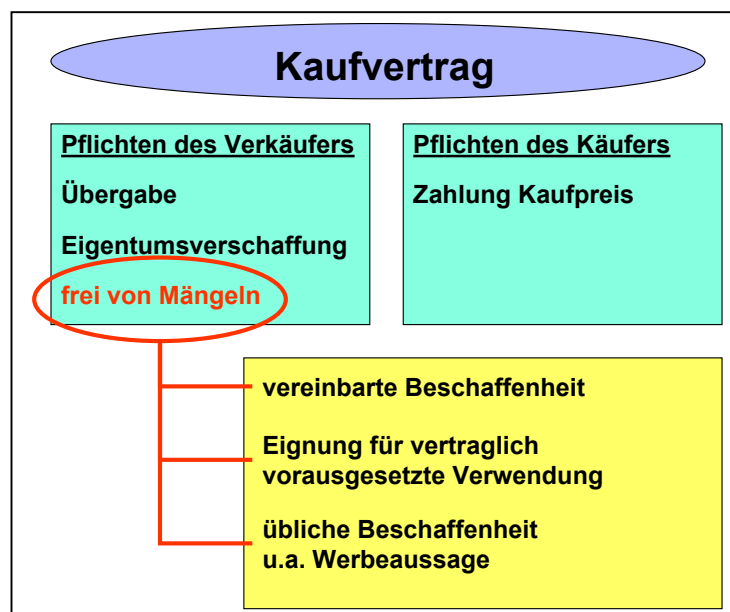 Kaufvertrag
Pflichten des Verkäufers
Übergabe
Eigentumsverschaffung
frei von Mängeln
Pflichten des Käufers
Zahlung Kaufpreis
vereinbarte Beschaffenheit
Eignung für vertraglich
vorausgesetzte Verwendung
übliche Beschaffenheit
u.a. Werbeaussage